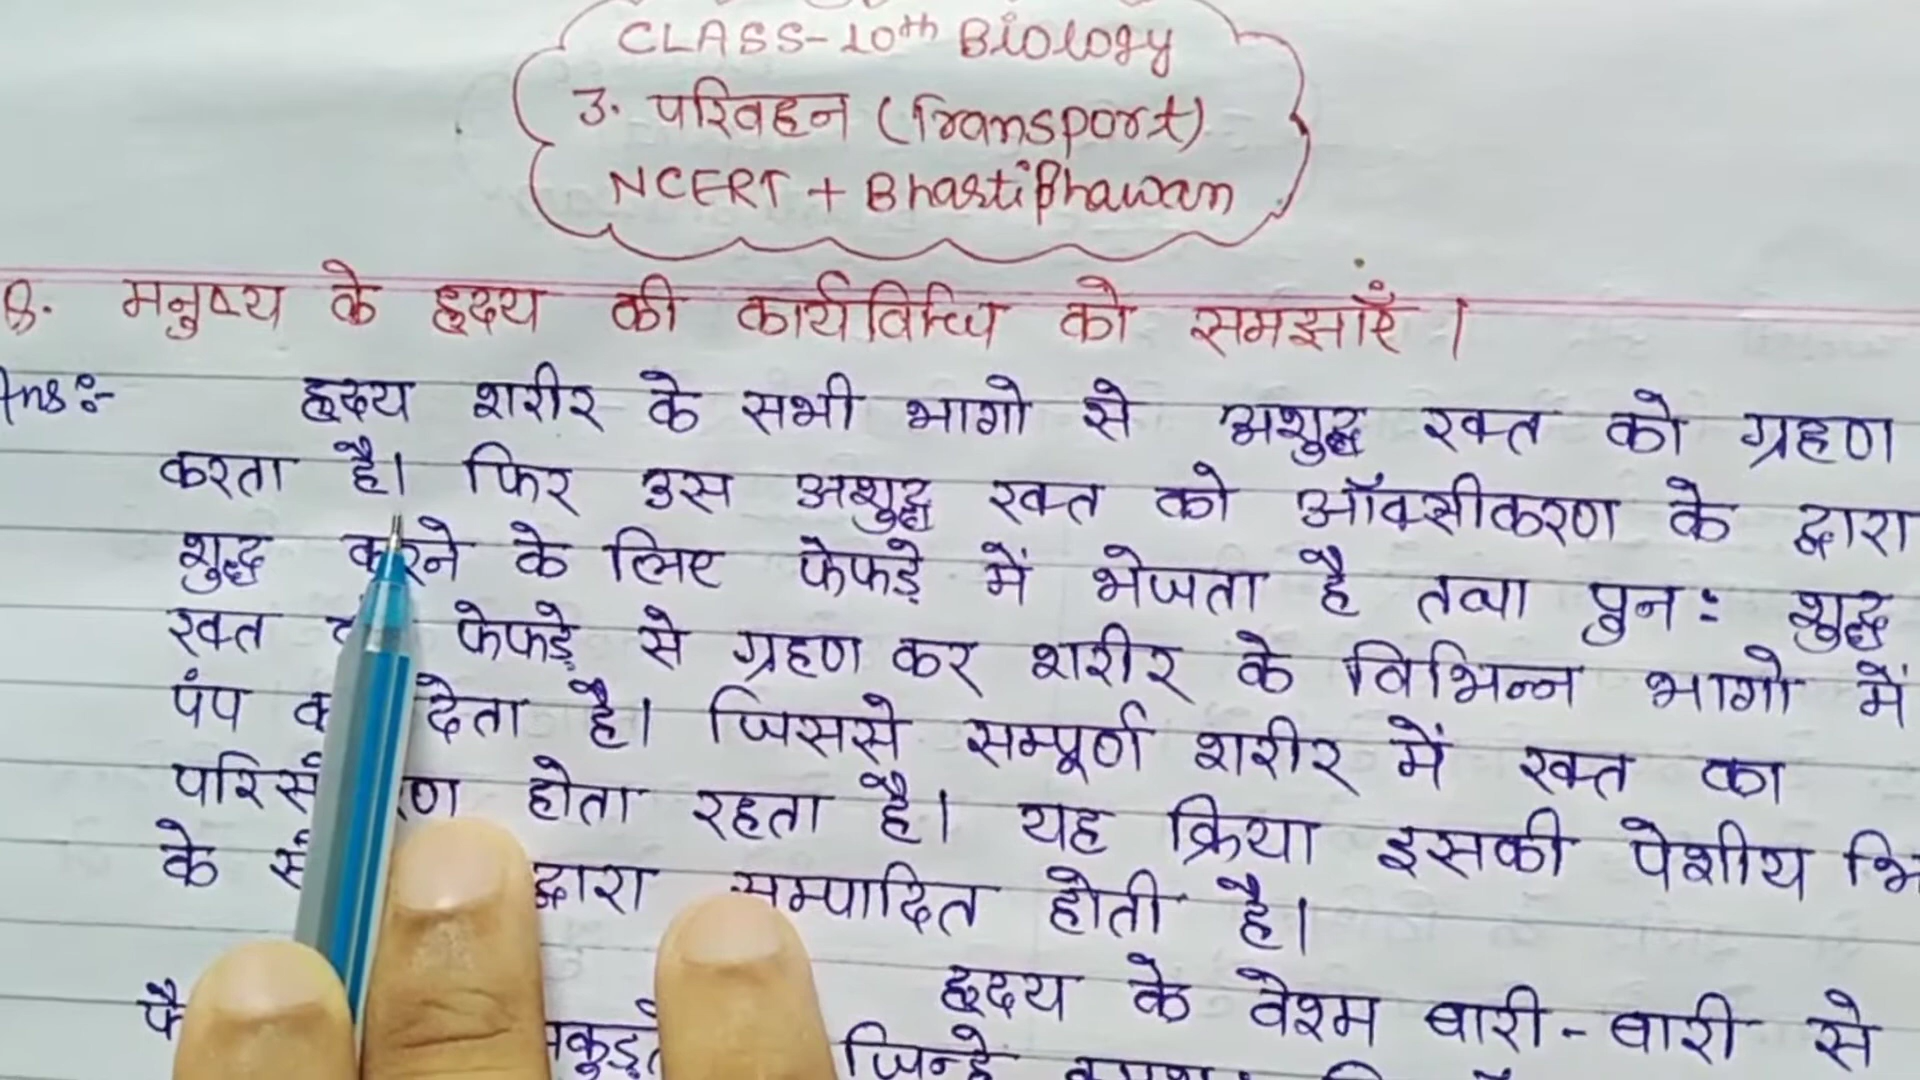 CLASS-10th Biology
3. परिवहन (Transport)
NCERT + BhartiBhawan
Q. मनुष्य के हृदय की कार्यविधि को समझाएँ।
Ans:- हृदय शरीर के सभी भागो से अशुद्ध रक्त को ग्रहण
करता है। फिर उस अशुद्ध रक्त को ऑक्सीकरण के द्वारा
शुद्ध करने के लिए फेफड़े में भेजता है तथा पुनः शुद्ध
रक्त फेफड़े से ग्रहण कर शरीर के विभिन्न भागो में
पंप देता है। जिससे सम्पूर्ण शरीर में रक्त का
होता रहता है। यह क्रिया इसकी पेशीय
के द्वारा सम्पादित होती है।
हृदय के वेश्म बारी-बारी से
जिन्हे